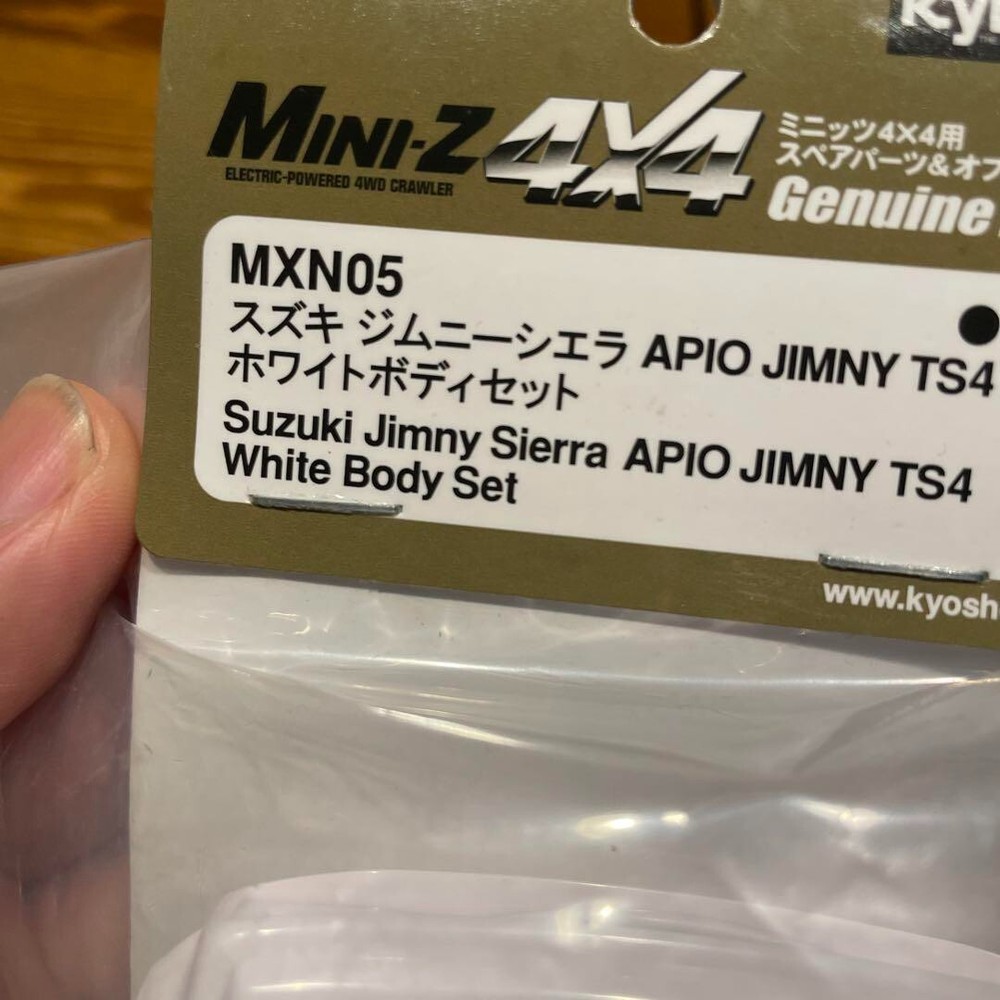 MINI-Z 4X4
ELECTRIC-POWERED 4WD CRAWLER
ミニッツ4×4用
スペアパーツ&オプ
Genuine
MXN05
スズキ ジムニーシエラ APIO JIMNY TS4
ホワイトボディセット
Suzuki Jimny Sierra APIO JIMNY TS4
White Body Set
www.kyosh